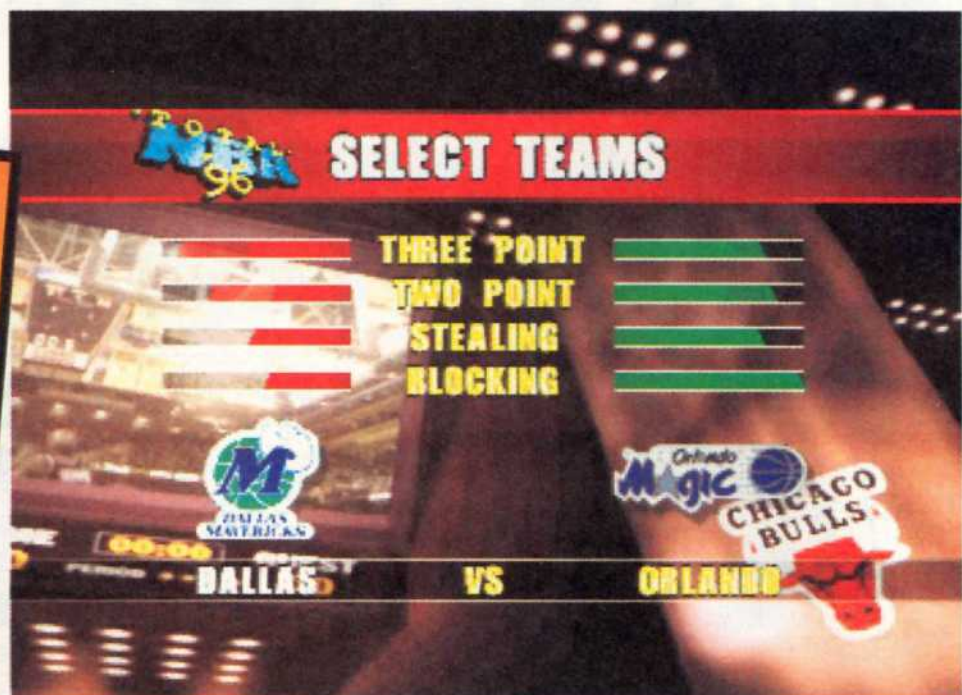 TOTAL
NBA
96
SELECT TEAMS
THREE POINT
TWO POINT
STEALING
BLOCKING
M
DALLAS
MAVERICKS
Orlando
Magic
CHICAGO
BULLS
00:00
PERIOD
DALLAS VS ORLANDO